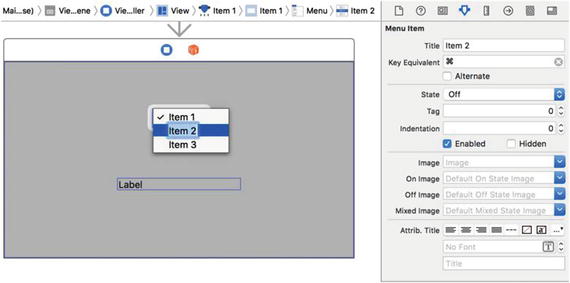 Mai...se) Vie...ene Vie...ller View Item 1 Item 1 Menu Item 2
✓ Item 1
Item 2
Item 3
Label
Menu Item
Title Item 2
Key Equivalent ⌘
Alternate
State Off
Tag 0
Indentation 0
Enabled Hidden
Image Image
On Image Default On State Image
Off Image Default Off State Image
Mixed Image Default Mixed State Image
Attrib. Title a ...
No Font T
Title